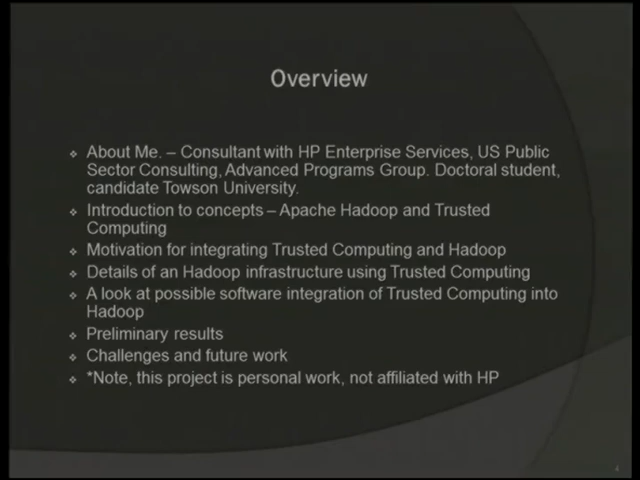 Overview
❖ About Me. – Consultant with HP Enterprise Services, US Public
Sector Consulting, Advanced Programs Group. Doctoral student,
candidate Towson University.
❖ Introduction to concepts – Apache Hadoop and Trusted
Computing
❖ Motivation for integrating Trusted Computing and Hadoop
❖ Details of an Hadoop infrastructure using Trusted Computing
❖ A look at possible software integration of Trusted Computing into
Hadoop
❖ Preliminary results
❖ Challenges and future work
❖ *Note, this project is personal work, not affiliated with HP
4